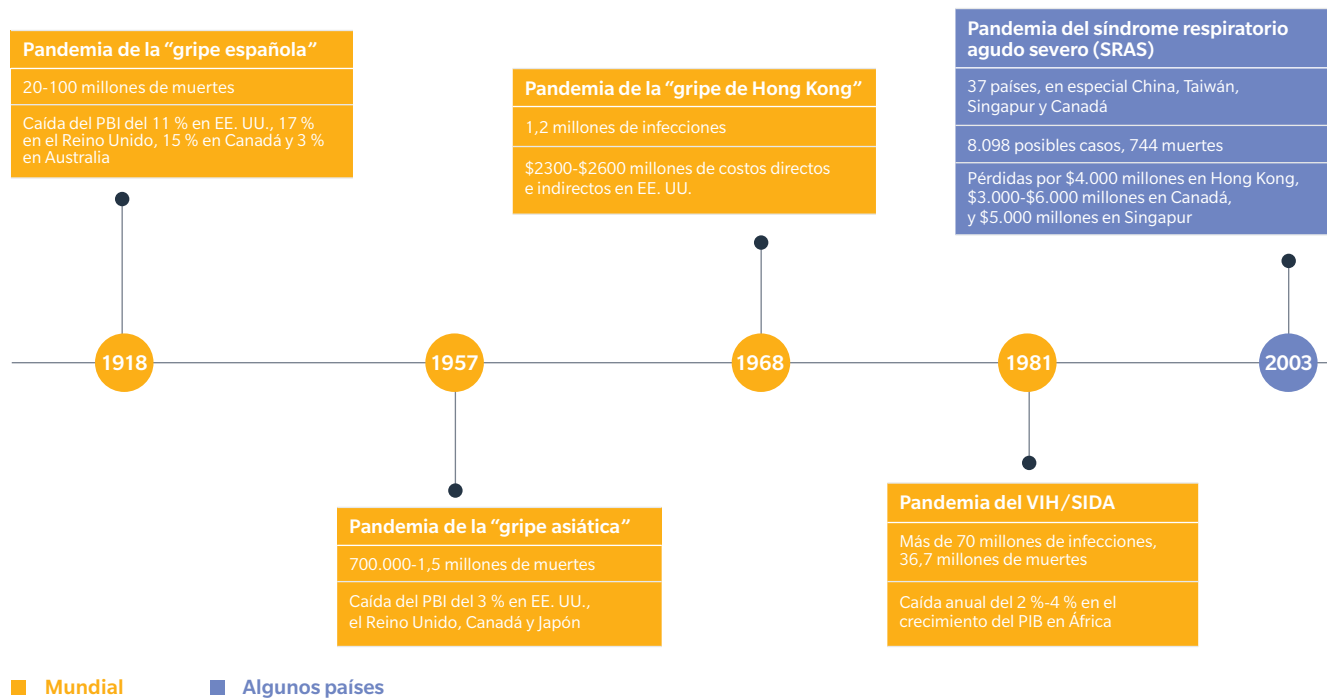 Pandemia de la “gripe española”
20-100 millones de muertes
Caída del PBI del 11 % en EE. UU., 17 %
en el Reino Unido, 15 % en Canadá y 3 %
en Australia
Pandemia de la “gripe de Hong Kong”
1,2 millones de infecciones
$2300-$2600 millones de costos directos
e indirectos en EE. UU.
Pandemia del síndrome respiratorio
agudo severo (SRAS)
37 países, en especial China, Taiwán,
Singapur y Canadá
8.098 posibles casos, 744 muertes
Pérdidas por $4.000 millones en Hong Kong,
$3.000-$6.000 millones en Canadá,
y $5.000 millones en Singapur
1918
1957
1968
1981
2003
Pandemia de la “gripe asiática”
700.000-1,5 millones de muertes
Caída del PBI del 3 % en EE. UU.,
el Reino Unido, Canadá y Japón
Pandemia del VIH/SIDA
Más de 70 millones de infecciones,
36,7 millones de muertes
Caída anual del 2 %-4 % en el
crecimiento del PIB en África
Mundial
Algunos países